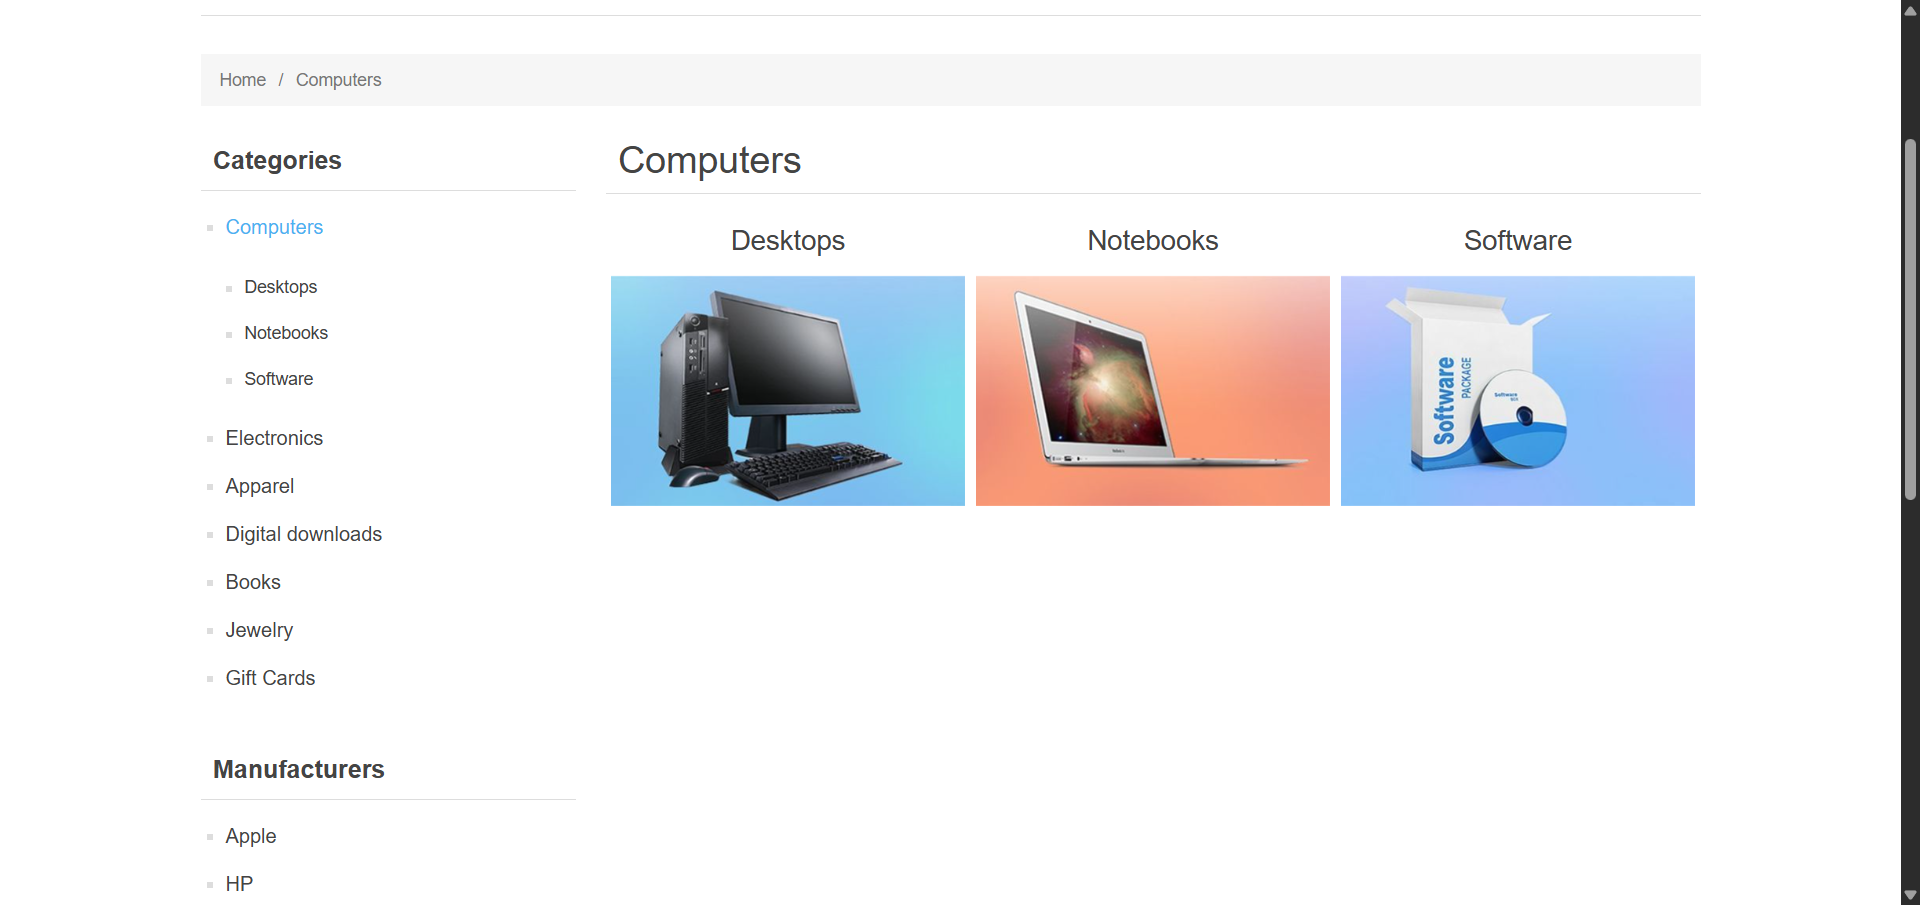 Home / Computers
Categories
Computers
Desktops
Notebooks
Software
Electronics
Apparel
Digital downloads
Books
Jewelry
Gift Cards
Manufacturers
Apple
HP
Computers
Desktops
Notebooks
Software
Software
PACKAGE
Software